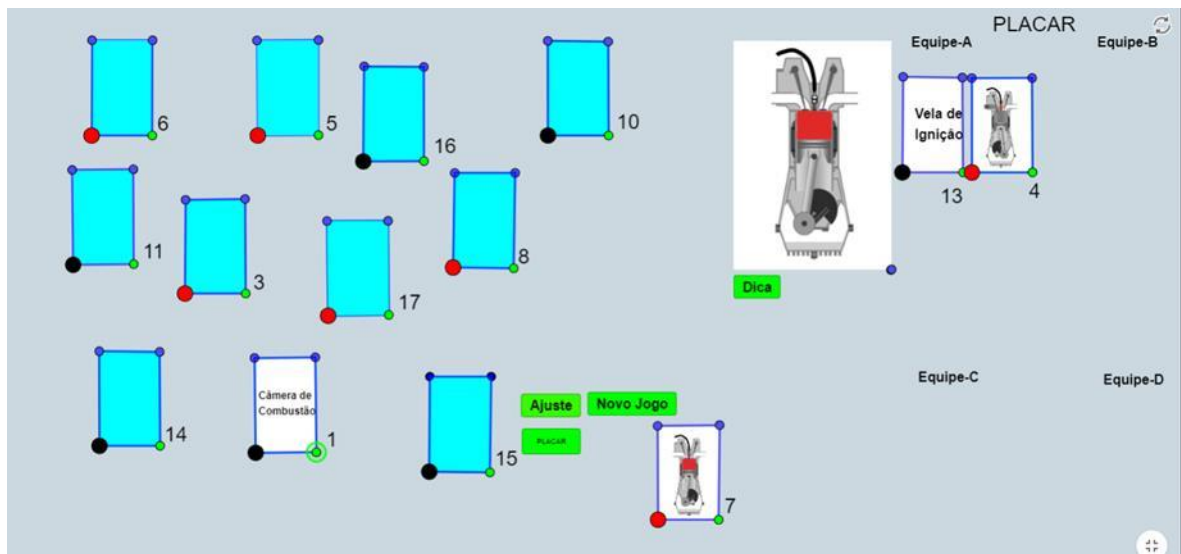 PLACAR
Equipe-A
Equipe-B
6
5
16
10
Vela de
Ignição
13
4
11
3
17
8
Dica
Equipe-C
Equipe-D
14
Câmera de
Combustão
1
15
Ajuste
Novo Jogo
PLACAR
7